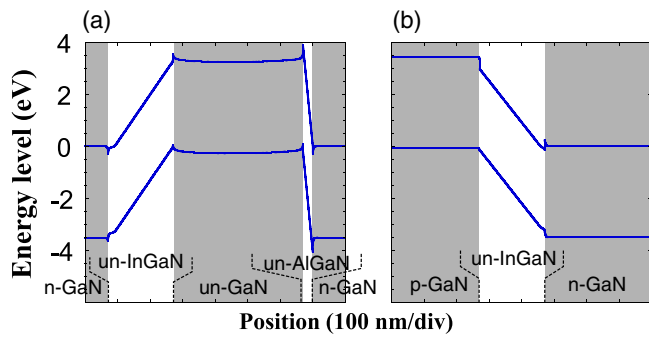 (a)
(b)
Energy level (eV)
4
2
0
-2
-4
un-InGaN
un-AlGaN
n-GaN
un-GaN
n-GaN
un-InGaN
p-GaN
n-GaN
Position (100 nm/div)